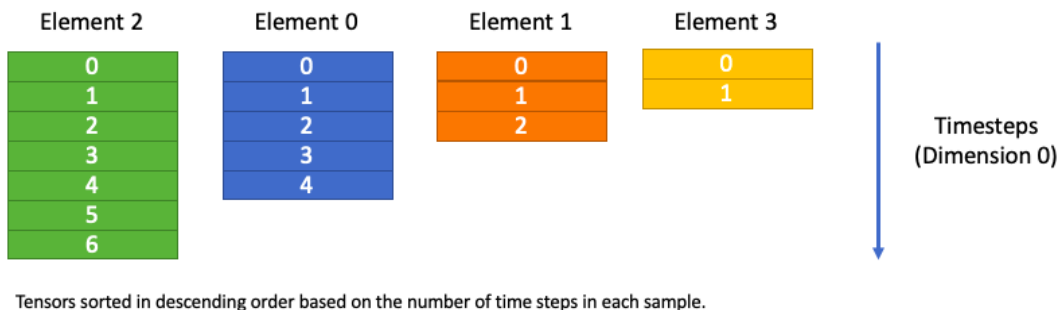 Element 2 Element 0 Element 1 Element 3
0 0 0 0
1 1 1 1
2 2 2
3 3
4 4
5
6
Timesteps
(Dimension 0)
Tensors sorted in descending order based on the number of time steps in each sample.